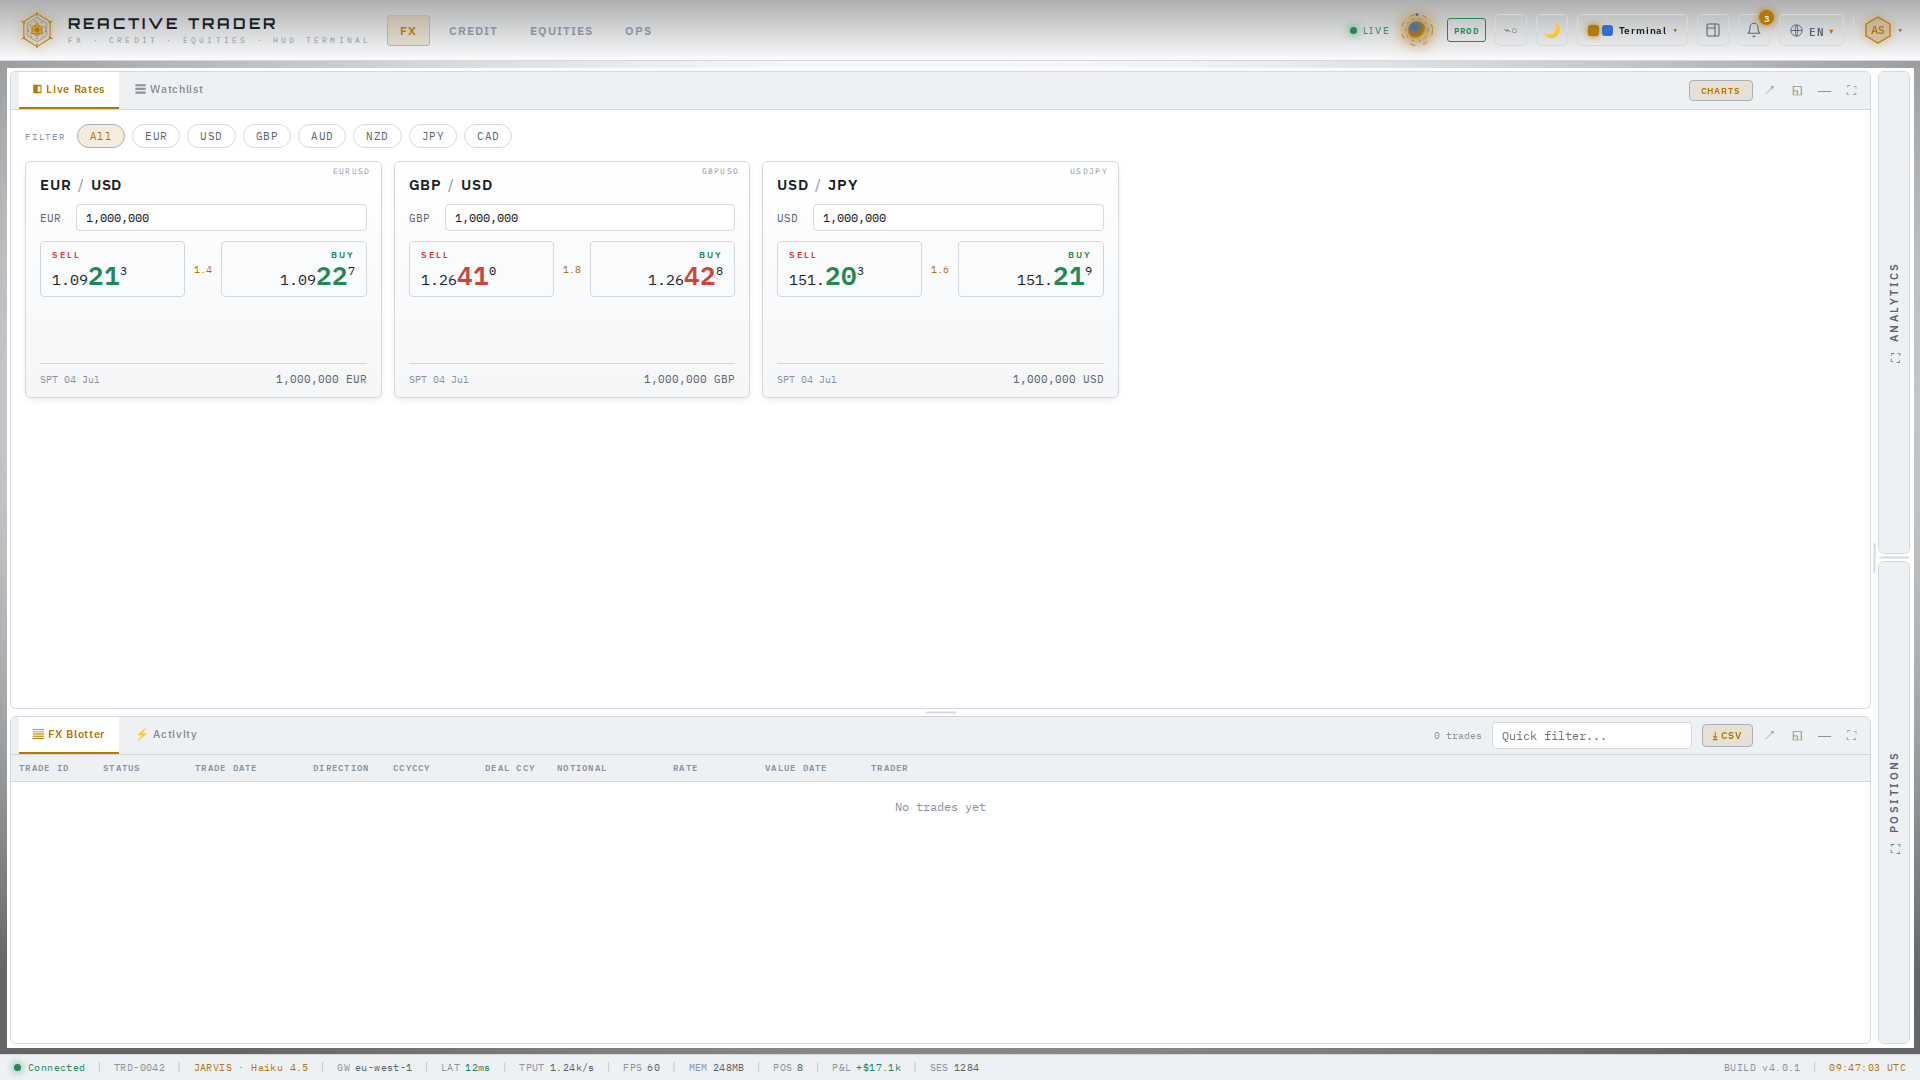 REACTIVE TRADER
FX · CREDIT · EQUITIES · HUD TERMINAL
FX CREDIT EQUITIES OPS
LIVE PROD Terminal 3 EN AS
Live Rates Watchlist CHARTS
FILTER All EUR USD GBP AUD NZD JPY CAD
EURUSD
EUR / USD
EUR 1,000,000
SELL
1.09213
1.4
BUY
1.09227
SPT 04 Jul 1,000,000 EUR
GBPUSD
GBP / USD
GBP 1,000,000
SELL
1.26410
1.8
BUY
1.26428
SPT 04 Jul 1,000,000 GBP
USDJPY
USD / JPY
USD 1,000,000
SELL
151.203
1.6
BUY
151.219
SPT 04 Jul 1,000,000 USD
ANALYTICS
POSITIONS
FX Blotter Activity 0 trades Quick filter... CSV
TRADE ID STATUS TRADE DATE DIRECTION CCYCCY DEAL CCY NOTIONAL RATE VALUE DATE TRADER
No trades yet
Connected | TRD-0042 | JARVIS · Haiku 4.5 | GW eu-west-1 | LAT 12ms | TPUT 1.24k/s | FPS 60 | MEM 248MB | POS 8 | P&L +$17.1k | SES 1284 BUILD v4.0.1 | 09:47:03 UTC